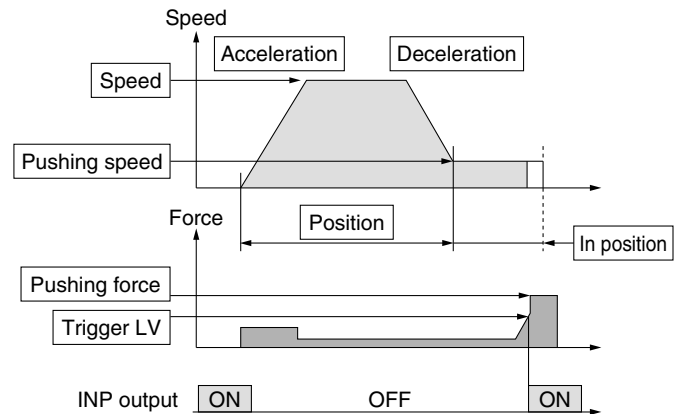 Speed
Acceleration
Deceleration
Speed
Pushing speed
Force
Position
In position
Pushing force
Trigger LV
INP output
ON
OFF
ON